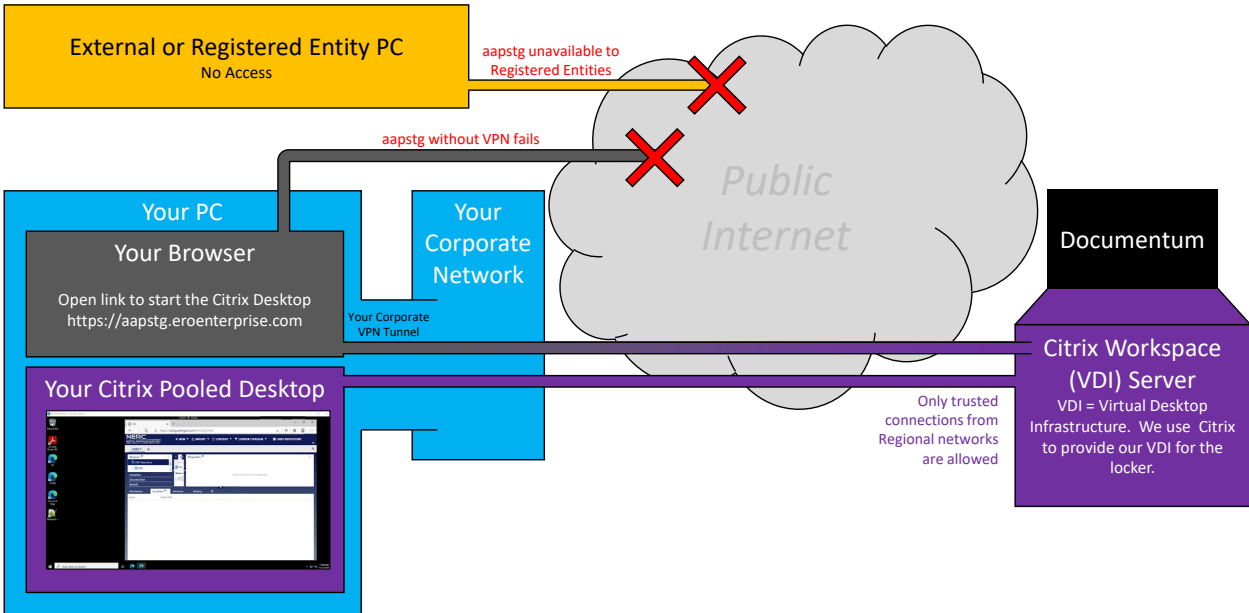 External or Registered Entity PC
No Access
aapstg unavailable to
Registered Entities
aapstg without VPN fails
Public
Internet
Your PC
Your Browser
Open link to start the Citrix Desktop
https://aapstg.eroenterprise.com
Your
Corporate
Network
Your Corporate
VPN Tunnel
Documentum
Your Citrix Pooled Desktop
NERC
Citrix Workspace
(VDI) Server
VDI = Virtual Desktop
Infrastructure.  We use  Citrix
to provide our VDI for the
locker.
Only trusted
connections from
Regional networks
are allowed